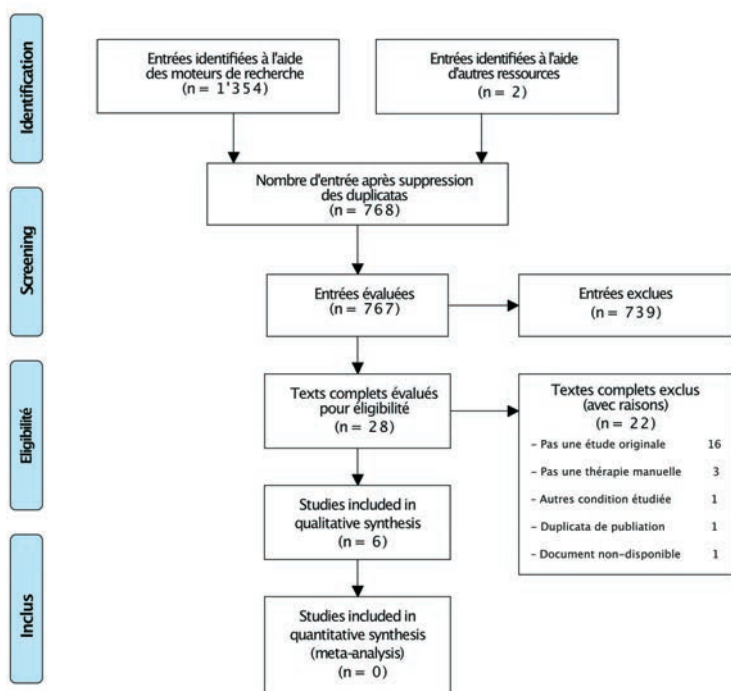 Identification
Entrées identifiées à l'aide
des moteurs de recherche
(n = 1'354)
Entrées identifiées à l'aide
d'autres ressources
(n = 2)
Nombre d'entrée après suppression
des duplicatas
(n = 768)
Screening
Entrées évaluées
(n = 767)
Entrées exclues
(n = 739)
Eligibilité
Texts complets évalués
pour éligibilité
(n = 28)
Textes complets exclus
(avec raisons)
(n = 22)
– Pas une étude originale 16
– Pas une thérapie manuelle 3
– Autres condition étudiée 1
– Duplicata de publiation 1
– Document non-disponible 1
Studies included in
qualitative synthesis
(n = 6)
Inclus
Studies included in
quantitative synthesis
(meta-analysis)
(n = 0)